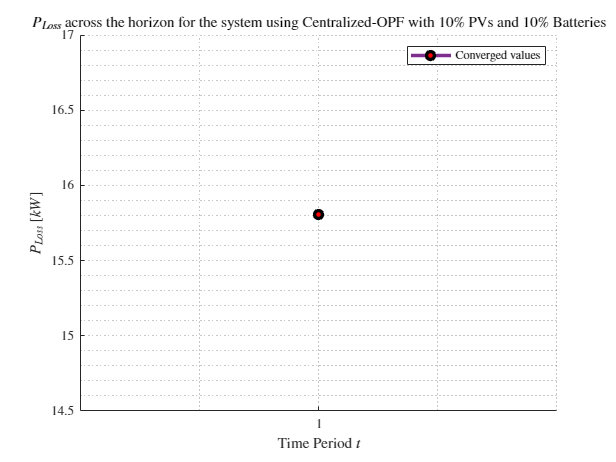 P_Loss across the horizon for the system using Centralized-OPF with 10% PVs and 10% Batteries
17
Converged values
16.5
16
P_Loss [kW]
15.5
15
14.5
1
Time Period t